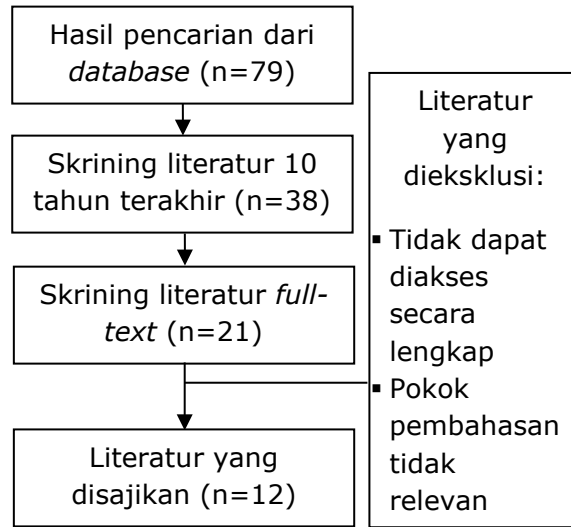 Hasil pencarian dari
database (n=79)
Skrining literatur 10
tahun terakhir (n=38)
Skrining literatur full-
text (n=21)
Literatur yang
disajikan (n=12)
Literatur
yang
dieksklusi:
▪ Tidak dapat
diakses
secara
lengkap
▪ Pokok
pembahasan
tidak
relevan